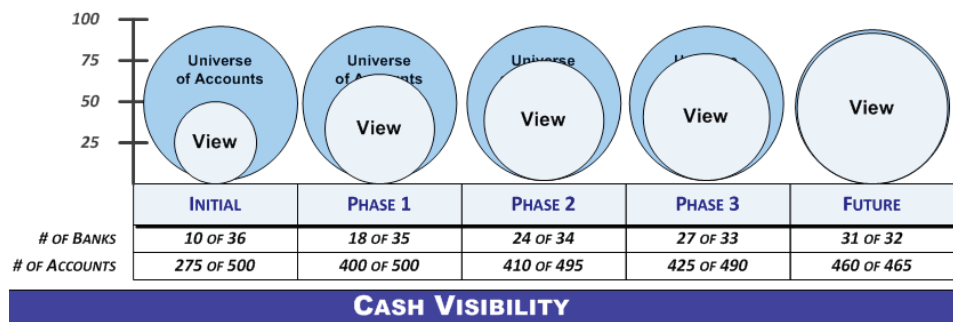 100
75
50
25
Universe
of Accounts
View
Universe
of Accounts
View
Universe
View
View
View
INITIAL
PHASE 1
PHASE 2
PHASE 3
FUTURE
# OF BANKS
10 OF 36
18 OF 35
24 OF 34
27 OF 33
31 OF 32
# OF ACCOUNTS
275 OF 500
400 OF 500
410 OF 495
425 OF 490
460 OF 465
CASH VISIBILITY